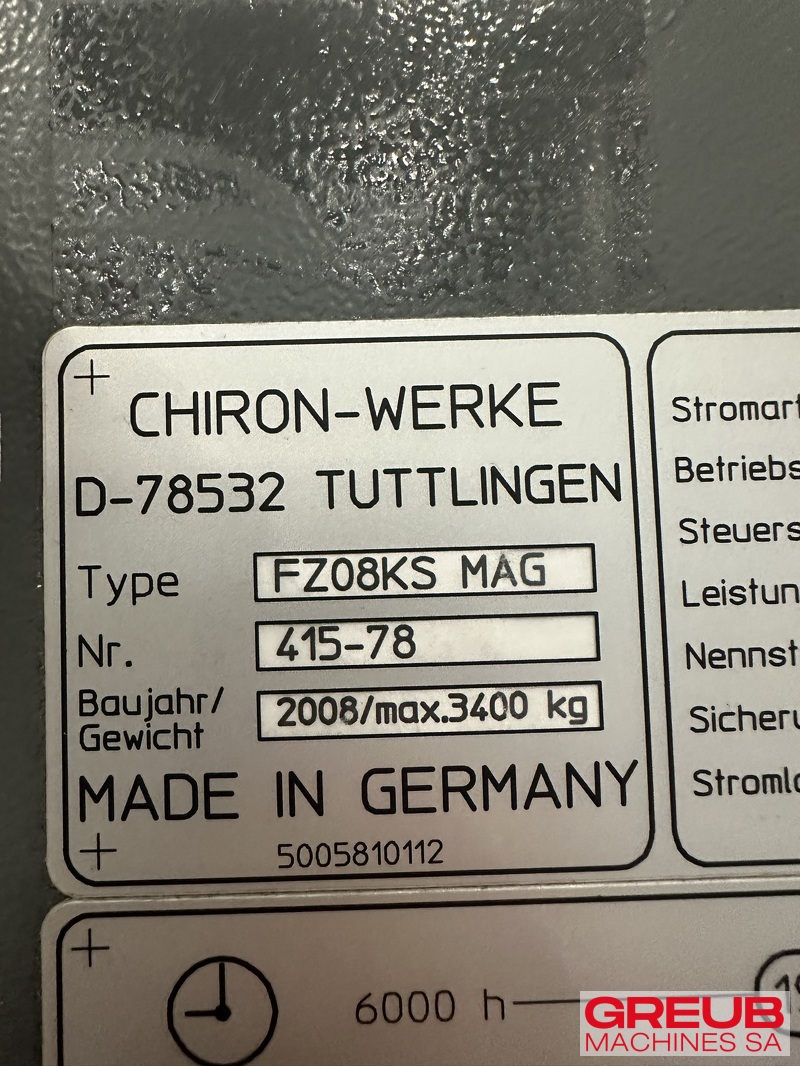 CHIRON-WERKE
D-78532 TUTTLINGEN
Type FZ08KS MAG
Nr. 415-78
Baujahr/
Gewicht 2008/max.3400 kg
MADE IN GERMANY
5005810112
Stromart
Betriebs
Steuers
Leistun
Nennst
Sicheru
Stromla
6000 h
GREUB
MACHINES SA